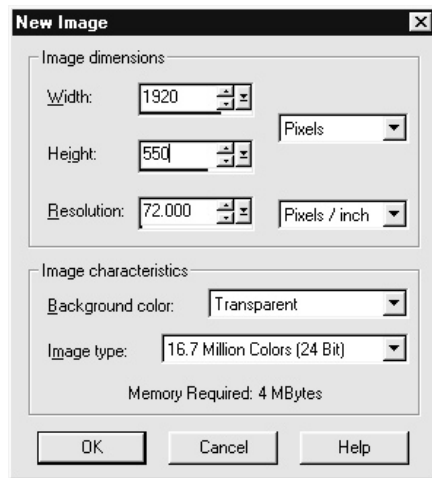 New Image
Image dimensions
Width: 1920
Pixels
Height: 550
Resolution: 72.000 Pixels / inch
Image characteristics
Background color: Transparent
Image type: 16.7 Million Colors (24 Bit)
Memory Required: 4 MBytes
OK Cancel Help